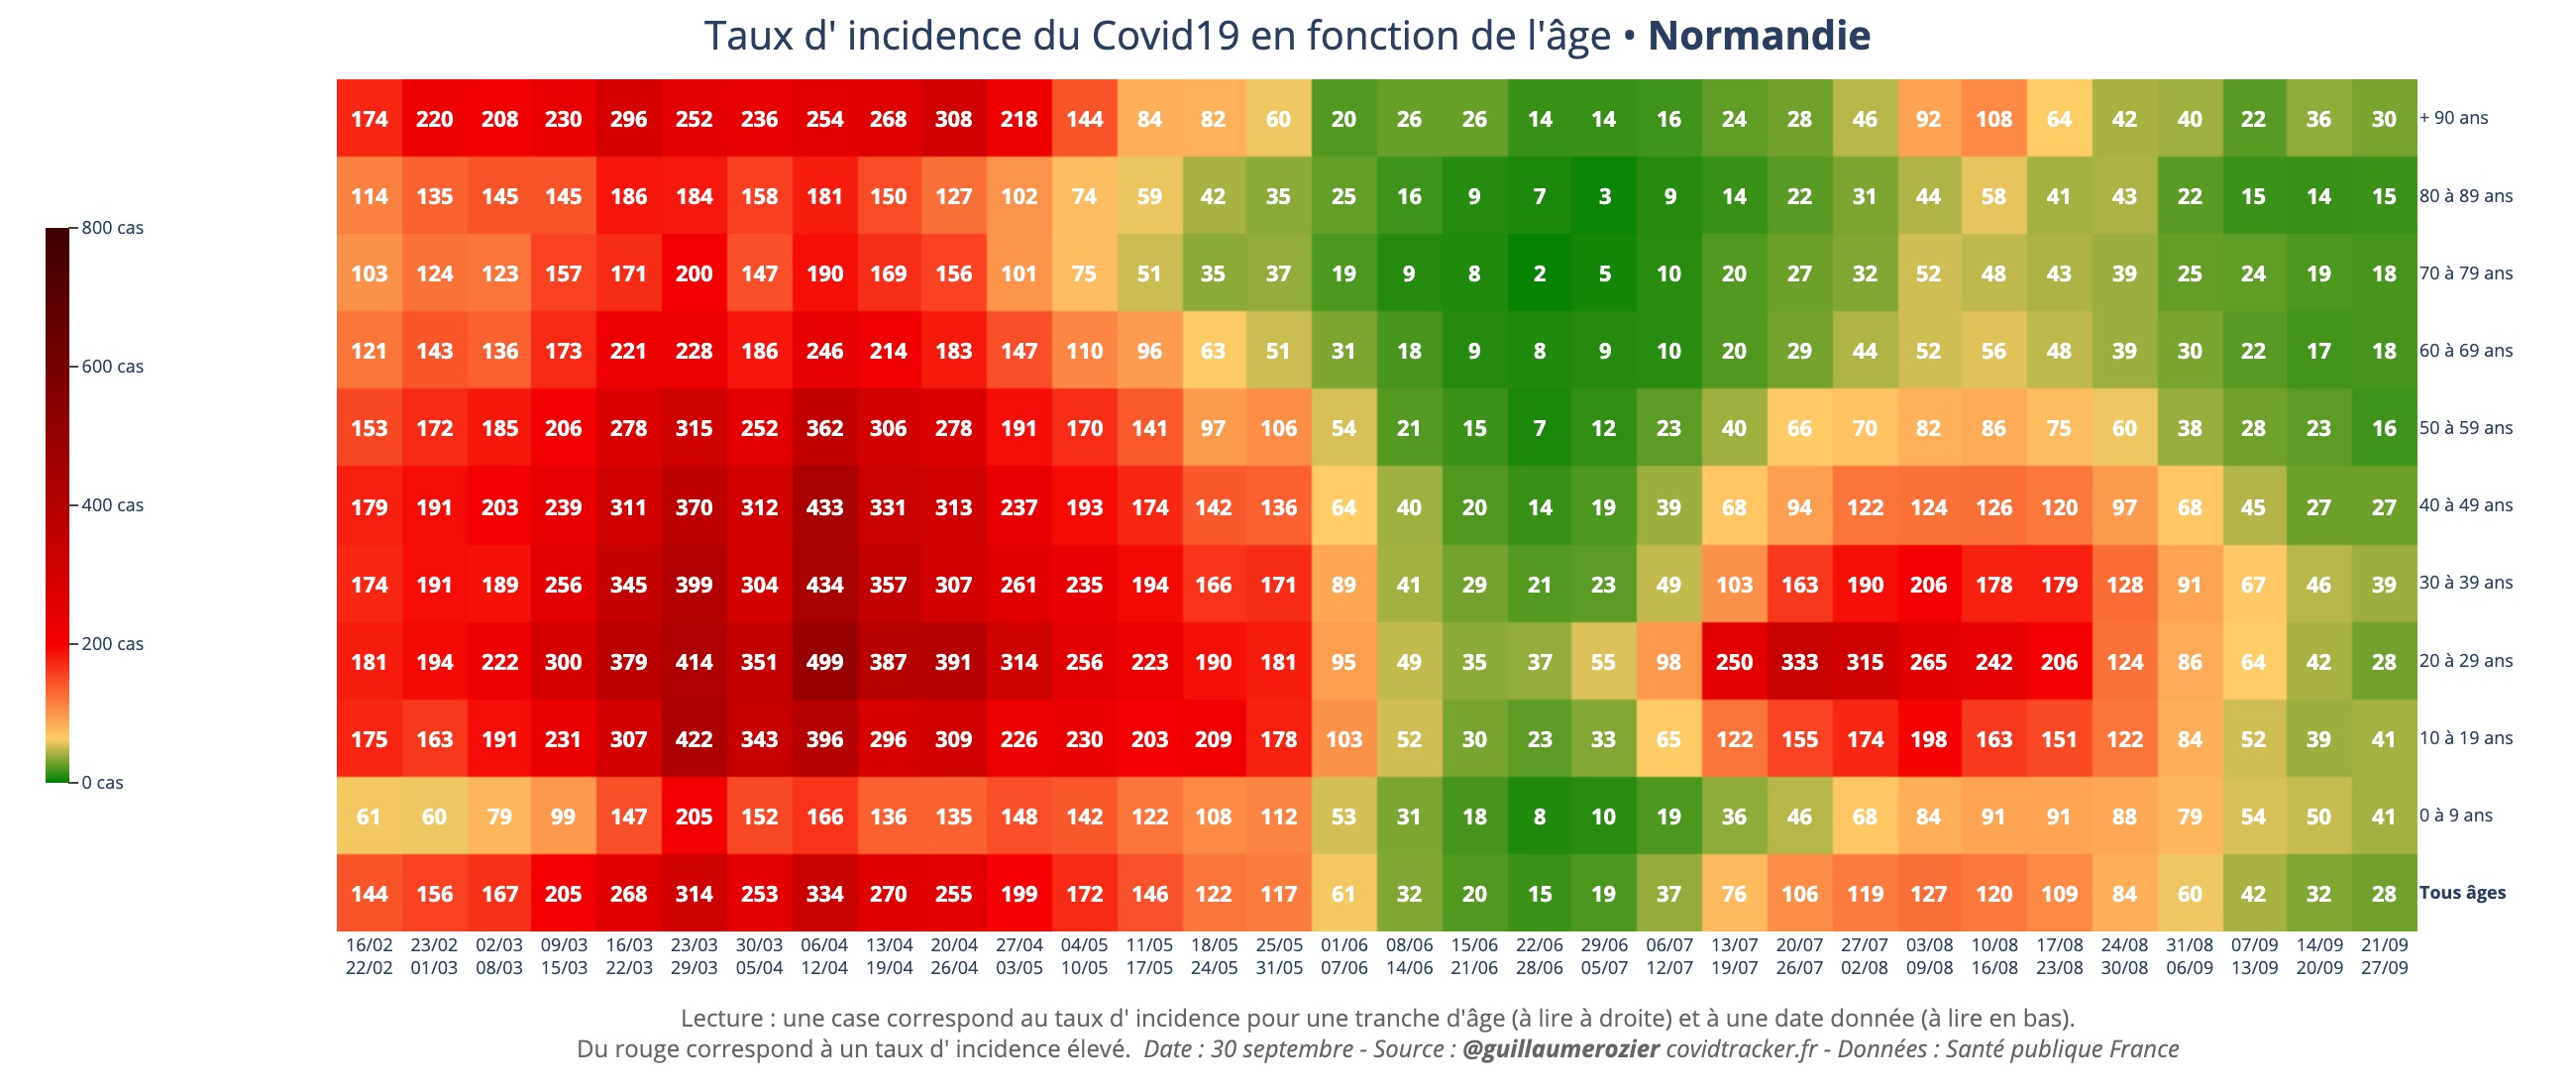 Taux d' incidence du Covid19 en fonction de l'âge • Normandie
174 220 208 230 296 252 236 254 268 308 218 144 84 82 60 20 26 26 14 14 16 24 28 46 92 108 64 42 40 22 36 30 + 90 ans
114 135 145 145 186 184 158 181 150 127 102 74 59 42 35 25 16 9 7 3 9 14 22 31 44 58 41 43 22 15 14 15 80 à 89 ans
800 cas
103 124 123 157 171 200 147 190 169 156 101 75 51 35 37 19 9 8 2 5 10 20 27 32 52 48 43 39 25 24 19 18 70 à 79 ans
121 143 136 173 221 228 186 246 214 183 147 110 96 63 51 31 18 9 8 9 10 20 29 44 52 56 48 39 30 22 17 18 60 à 69 ans
600 cas
153 172 185 206 278 315 252 362 306 278 191 170 141 97 106 54 21 15 7 12 23 40 66 70 82 86 75 60 38 28 23 16 50 à 59 ans
400 cas
179 191 203 239 311 370 312 433 331 313 237 193 174 142 136 64 40 20 14 19 39 68 94 122 124 126 120 97 68 45 27 27 40 à 49 ans
174 191 189 256 345 399 304 434 357 307 261 235 194 166 171 89 41 29 21 23 49 103 163 190 206 178 179 128 91 67 46 39 30 à 39 ans
200 cas
181 194 222 300 379 414 351 499 387 391 314 256 223 190 181 95 49 35 37 55 98 250 333 315 265 242 206 124 86 64 42 28 20 à 29 ans
175 163 191 231 307 422 343 396 296 309 226 230 203 209 178 103 52 30 23 33 65 122 155 174 198 163 151 122 84 52 39 41 10 à 19 ans
0 cas
61 60 79 99 147 205 152 166 136 135 148 142 122 108 112 53 31 18 8 10 19 36 46 68 84 91 91 88 79 54 50 41 0 à 9 ans
144 156 167 205 268 314 253 334 270 255 199 172 146 122 117 61 32 20 15 19 37 76 106 119 127 120 109 84 60 42 32 28 Tous âges
16/02 23/02 02/03 09/03 16/03 23/03 30/03 06/04 13/04 20/04 27/04 04/05 11/05 18/05 25/05 01/06 08/06 15/06 22/06 29/06 06/07 13/07 20/07 27/07 03/08 10/08 17/08 24/08 31/08 07/09 14/09 21/09
22/02 01/03 08/03 15/03 22/03 29/03 05/04 12/04 19/04 26/04 03/05 10/05 17/05 24/05 31/05 07/06 14/06 21/06 28/06 05/07 12/07 19/07 26/07 02/08 09/08 16/08 23/08 30/08 06/09 13/09 20/09 27/09
Lecture : une case correspond au taux d' incidence pour une tranche d'âge (à lire à droite) et à une date donnée (à lire en bas).
Du rouge correspond à un taux d' incidence élevé. Date : 30 septembre - Source : @guillaumerozier covidtracker.fr - Données : Santé publique France